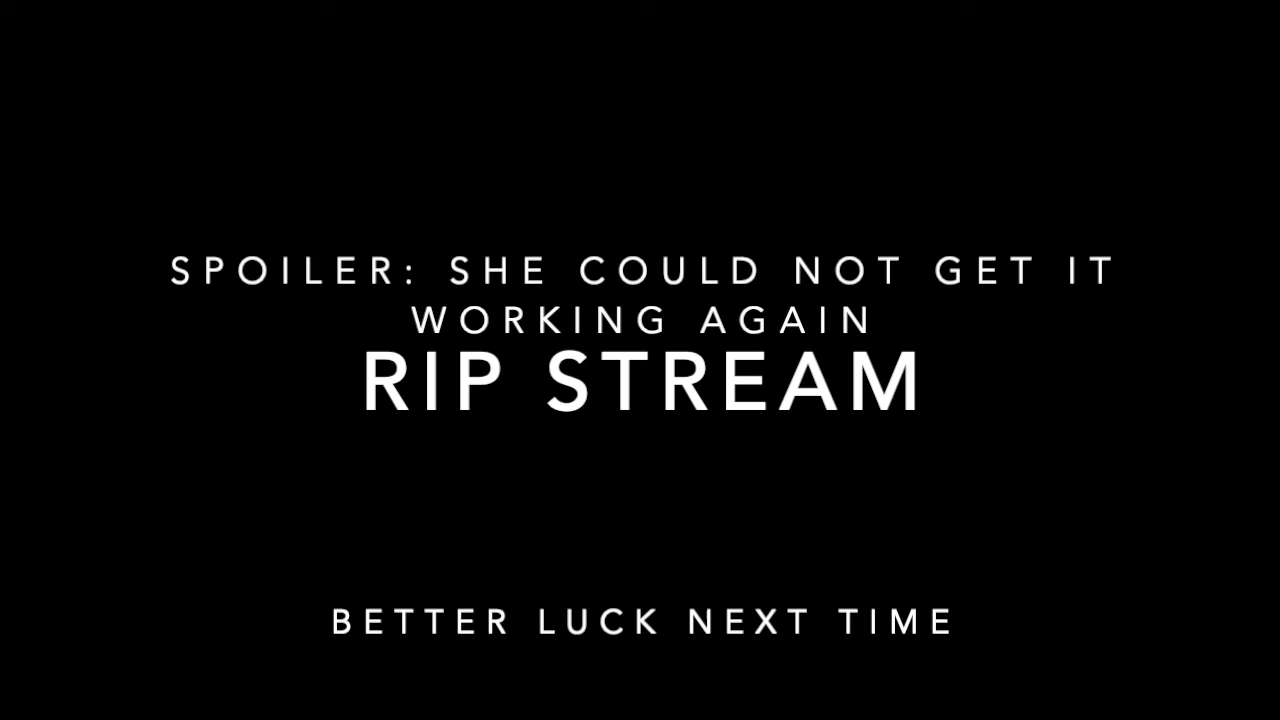 SPOILER: SHE COULD NOT GET IT
WORKING AGAIN
RIP STREAM
BETTER LUCK NEXT TIME